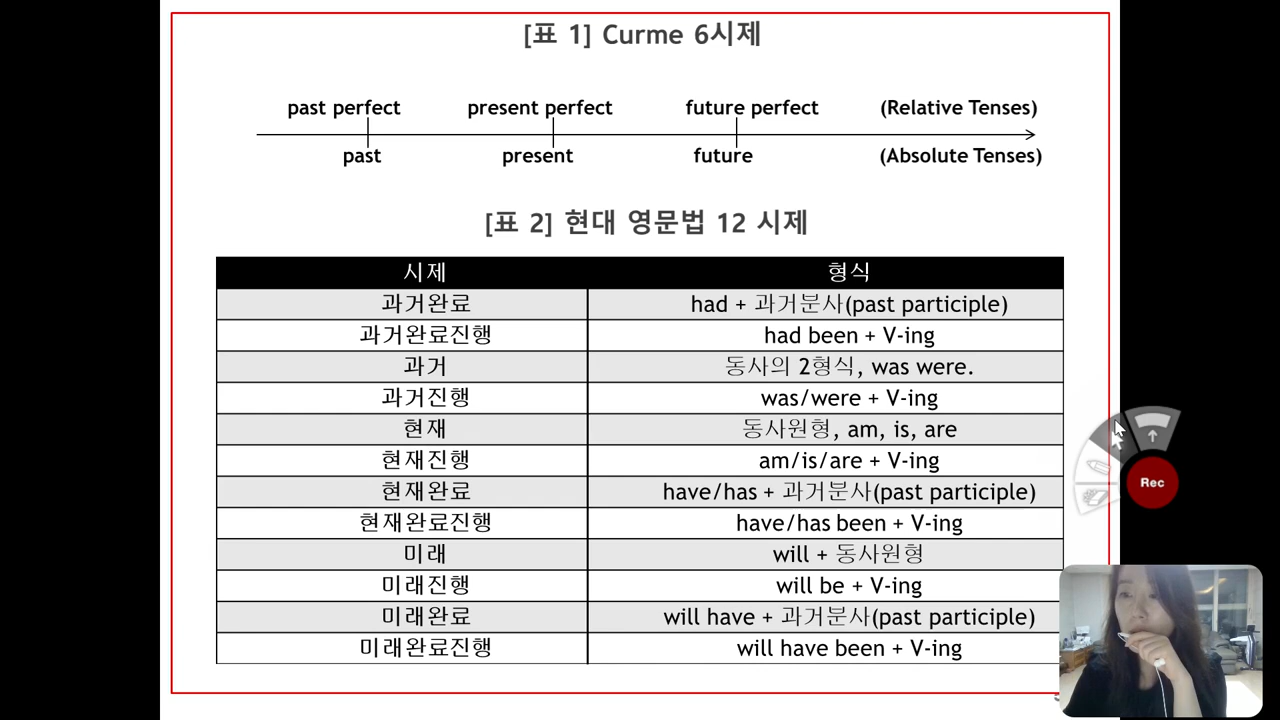 [표 1] Curme 6시제
past perfect present perfect future perfect (Relative Tenses)
past present future (Absolute Tenses)
[표 2] 현대 영문법 12 시제
시제 형식
과거완료 had + 과거분사(past participle)
과거완료진행 had been + V-ing
과거 동사의 2형식, was were.
과거진행 was/were + V-ing
현재 동사원형, am, is, are
현재진행 am/is/are + V-ing
현재완료 have/has + 과거분사(past participle)
현재완료진행 have/has been + V-ing
미래 will + 동사원형
미래진행 will be + V-ing
미래완료 will have + 과거분사(past participle)
미래완료진행 will have been + V-ing
Rec